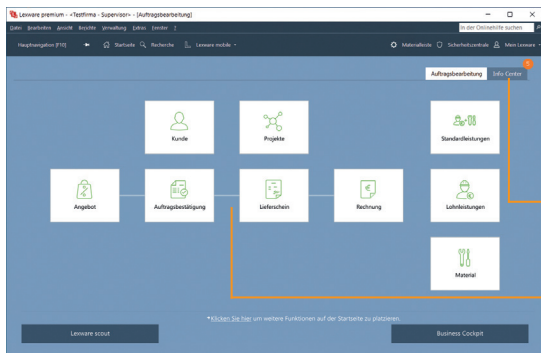 Lexware premium - <Testfirma - Supervisor> - [Auftragsbearbeitung]
Datei Bearbeiten Ansicht Berichte Verwaltung Extras Fenster ?
In der Onlinehilfe suchen
Hauptnavigation (F10) Startseite Recherche Lexware mobile
Sicherheitszentrale Mein Lexware
Auftragsbearbeitung Info Center
Kunde Projekte Standardleistungen
Angebot Auftragsbestätigung Lieferschein Rechnung Lohnleistungen
Material
*Klicken Sie hier um weitere Funktionen auf der Startseite zu platzieren.
Lexware scout Business Cockpit